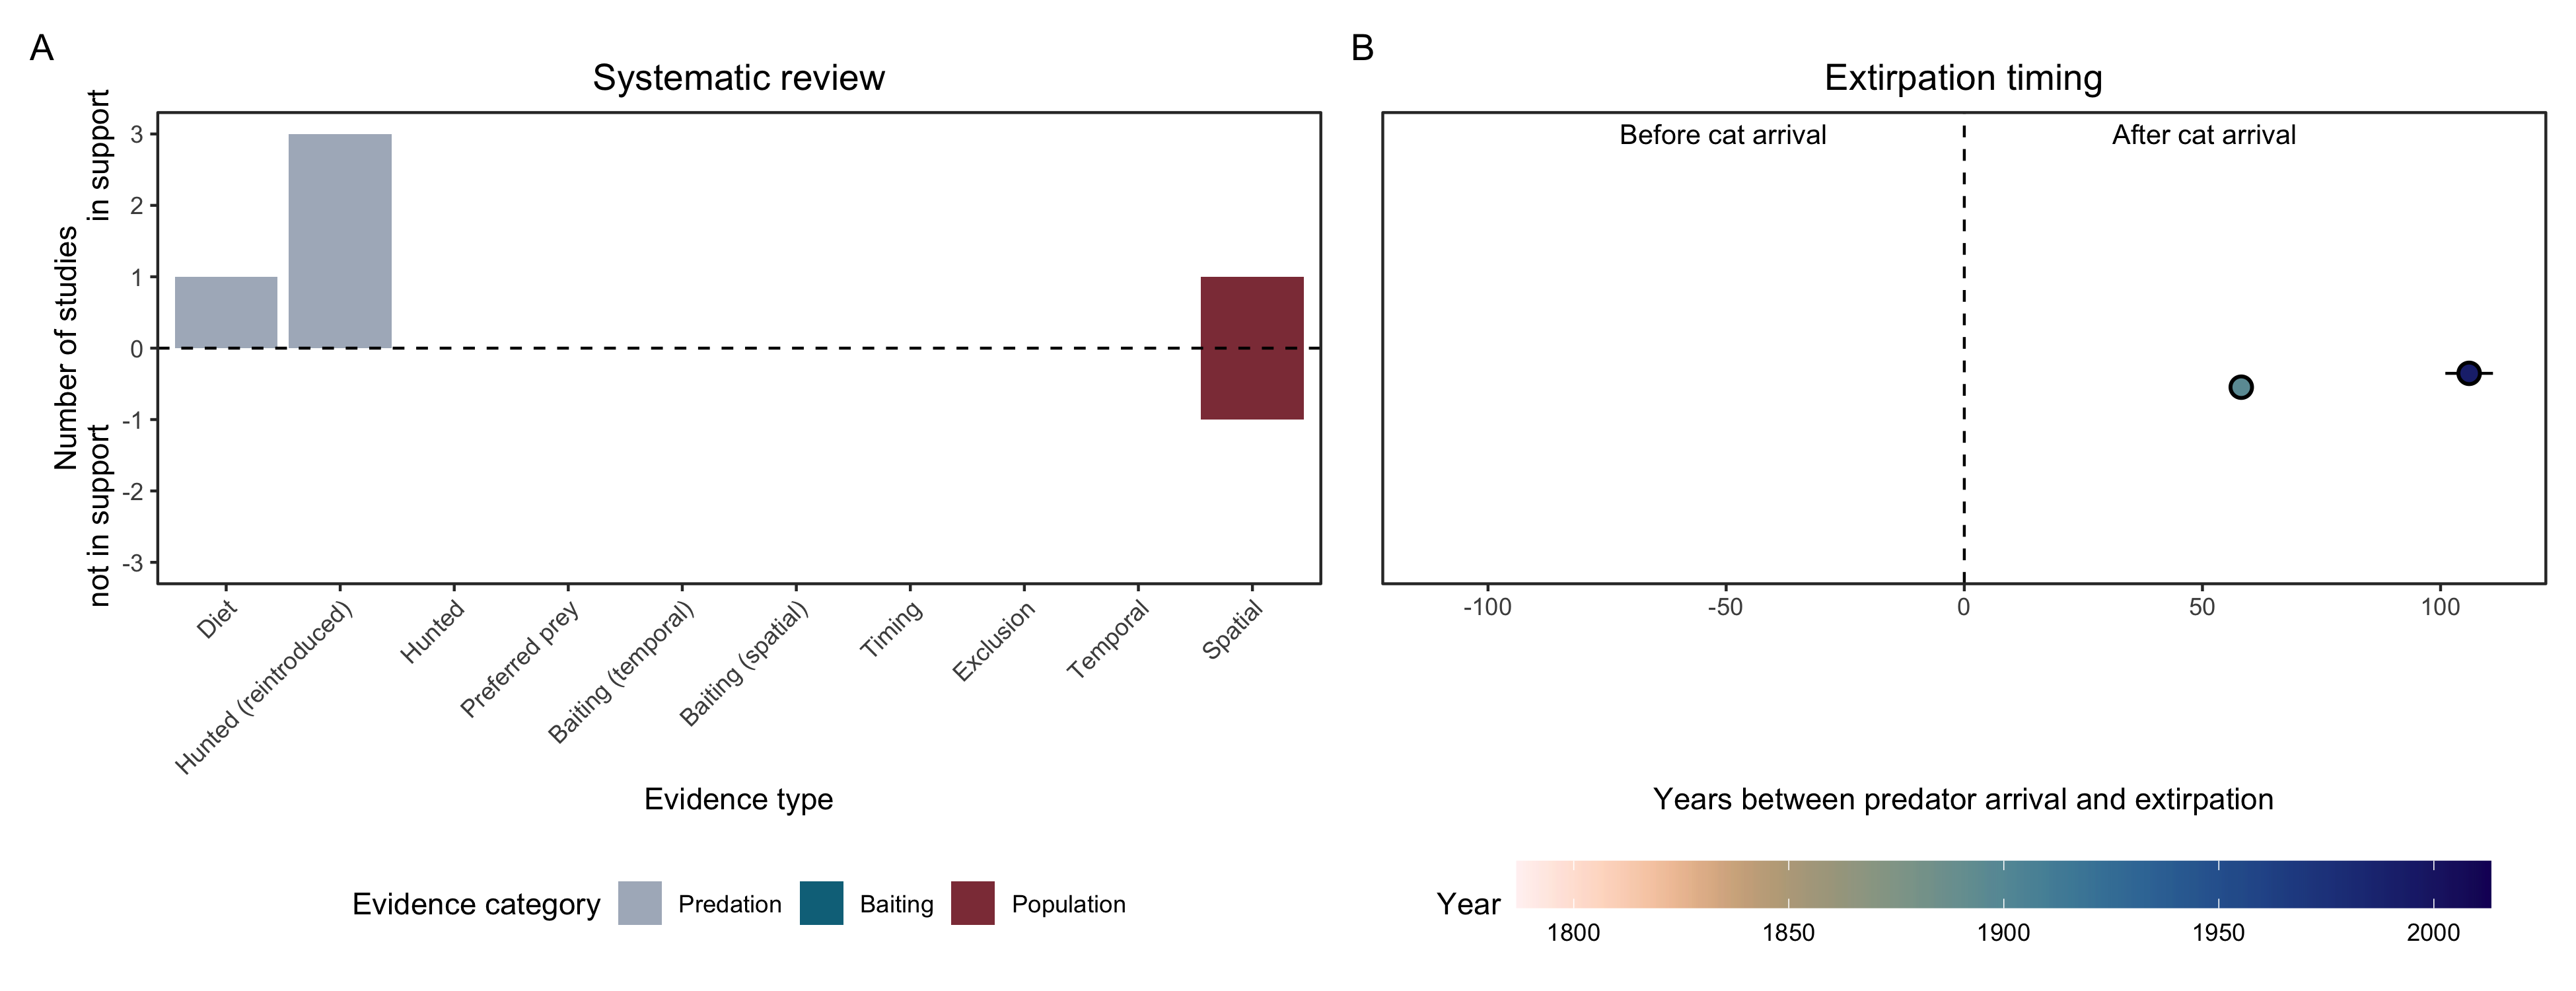 A
Systematic review
Number of studies
not in support
in support
3
2
1
0
-1
-2
-3
Diet
Hunted (reintroduced)
Hunted
Preferred prey
Baiting (temporal)
Baiting (spatial)
Timing
Exclusion
Temporal
Spatial
Evidence type
Evidence category
Predation
Baiting
Population
B
Extirpation timing
Before cat arrival
After cat arrival
-100
-50
0
50
100
Years between predator arrival and extirpation
Year
1800
1850
1900
1950
2000